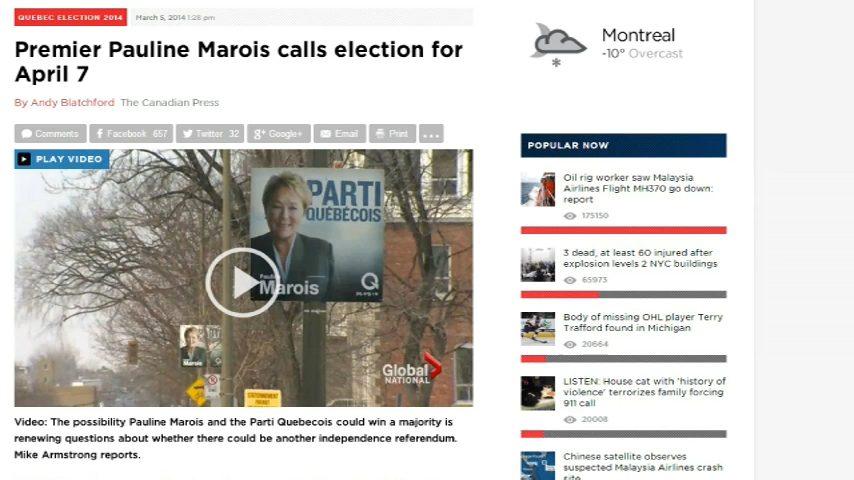 QUEBEC ELECTION 2014 March 5, 2014 1:28 pm
Premier Pauline Marois calls election for
April 7
By Andy Blatchford The Canadian Press
Comments Facebook 657 Twitter 32 Google+ Email Print ...
PLAY VIDEO
PARTI
QUÉBÉCOIS
Pauline
Marois
pq.org
Marois
Global
NATIONAL
Video: The possibility Pauline Marois and the Parti Quebecois could win a majority is
renewing questions about whether there could be another independence referendum.
Mike Armstrong reports.
Montreal
-10° Overcast
POPULAR NOW
Oil rig worker saw Malaysia
Airlines Flight MH370 go down:
report
175150
3 dead, at least 60 injured after
explosion levels 2 NYC buildings
65973
Body of missing OHL player Terry
Trafford found in Michigan
20664
LISTEN: House cat with 'history of
violence' terrorizes family forcing
911 call
20008
Chinese satellite observes
suspected Malaysia Airlines crash
site